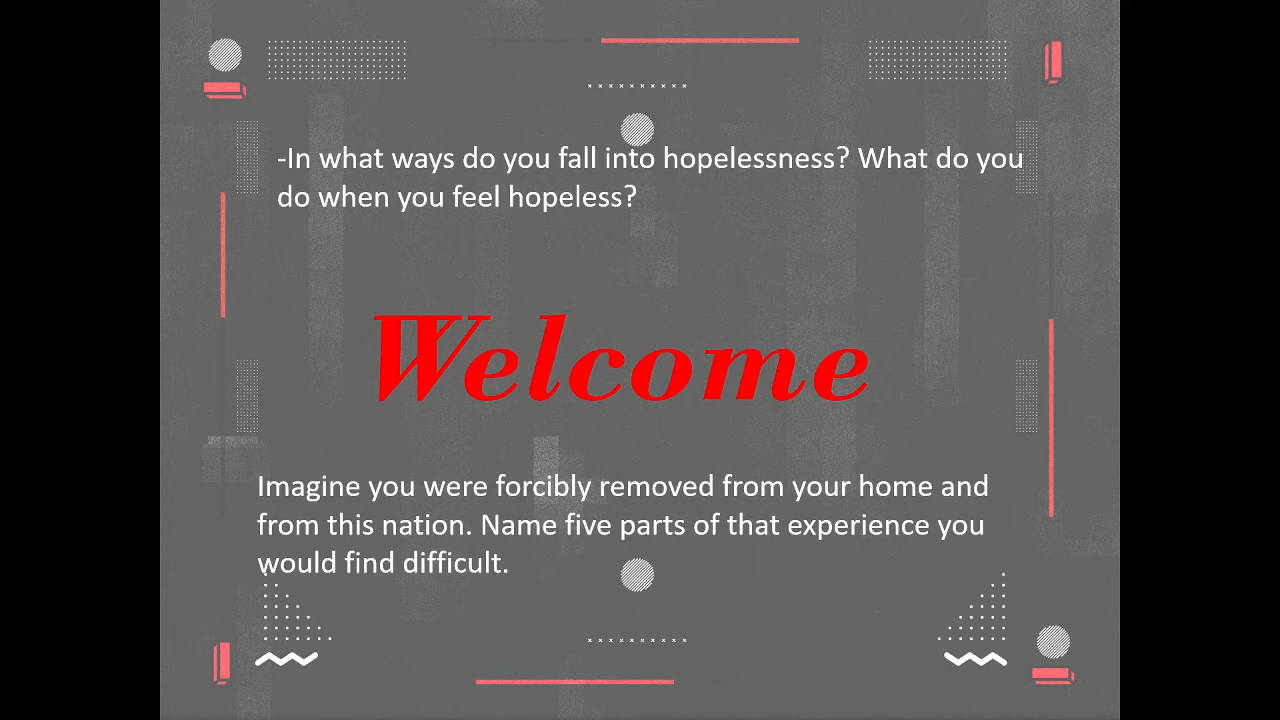 -In what ways do you fall into hopelessness? What do you
do when you feel hopeless?
Welcome
Imagine you were forcibly removed from your home and
from this nation. Name five parts of that experience you
would find difficult.